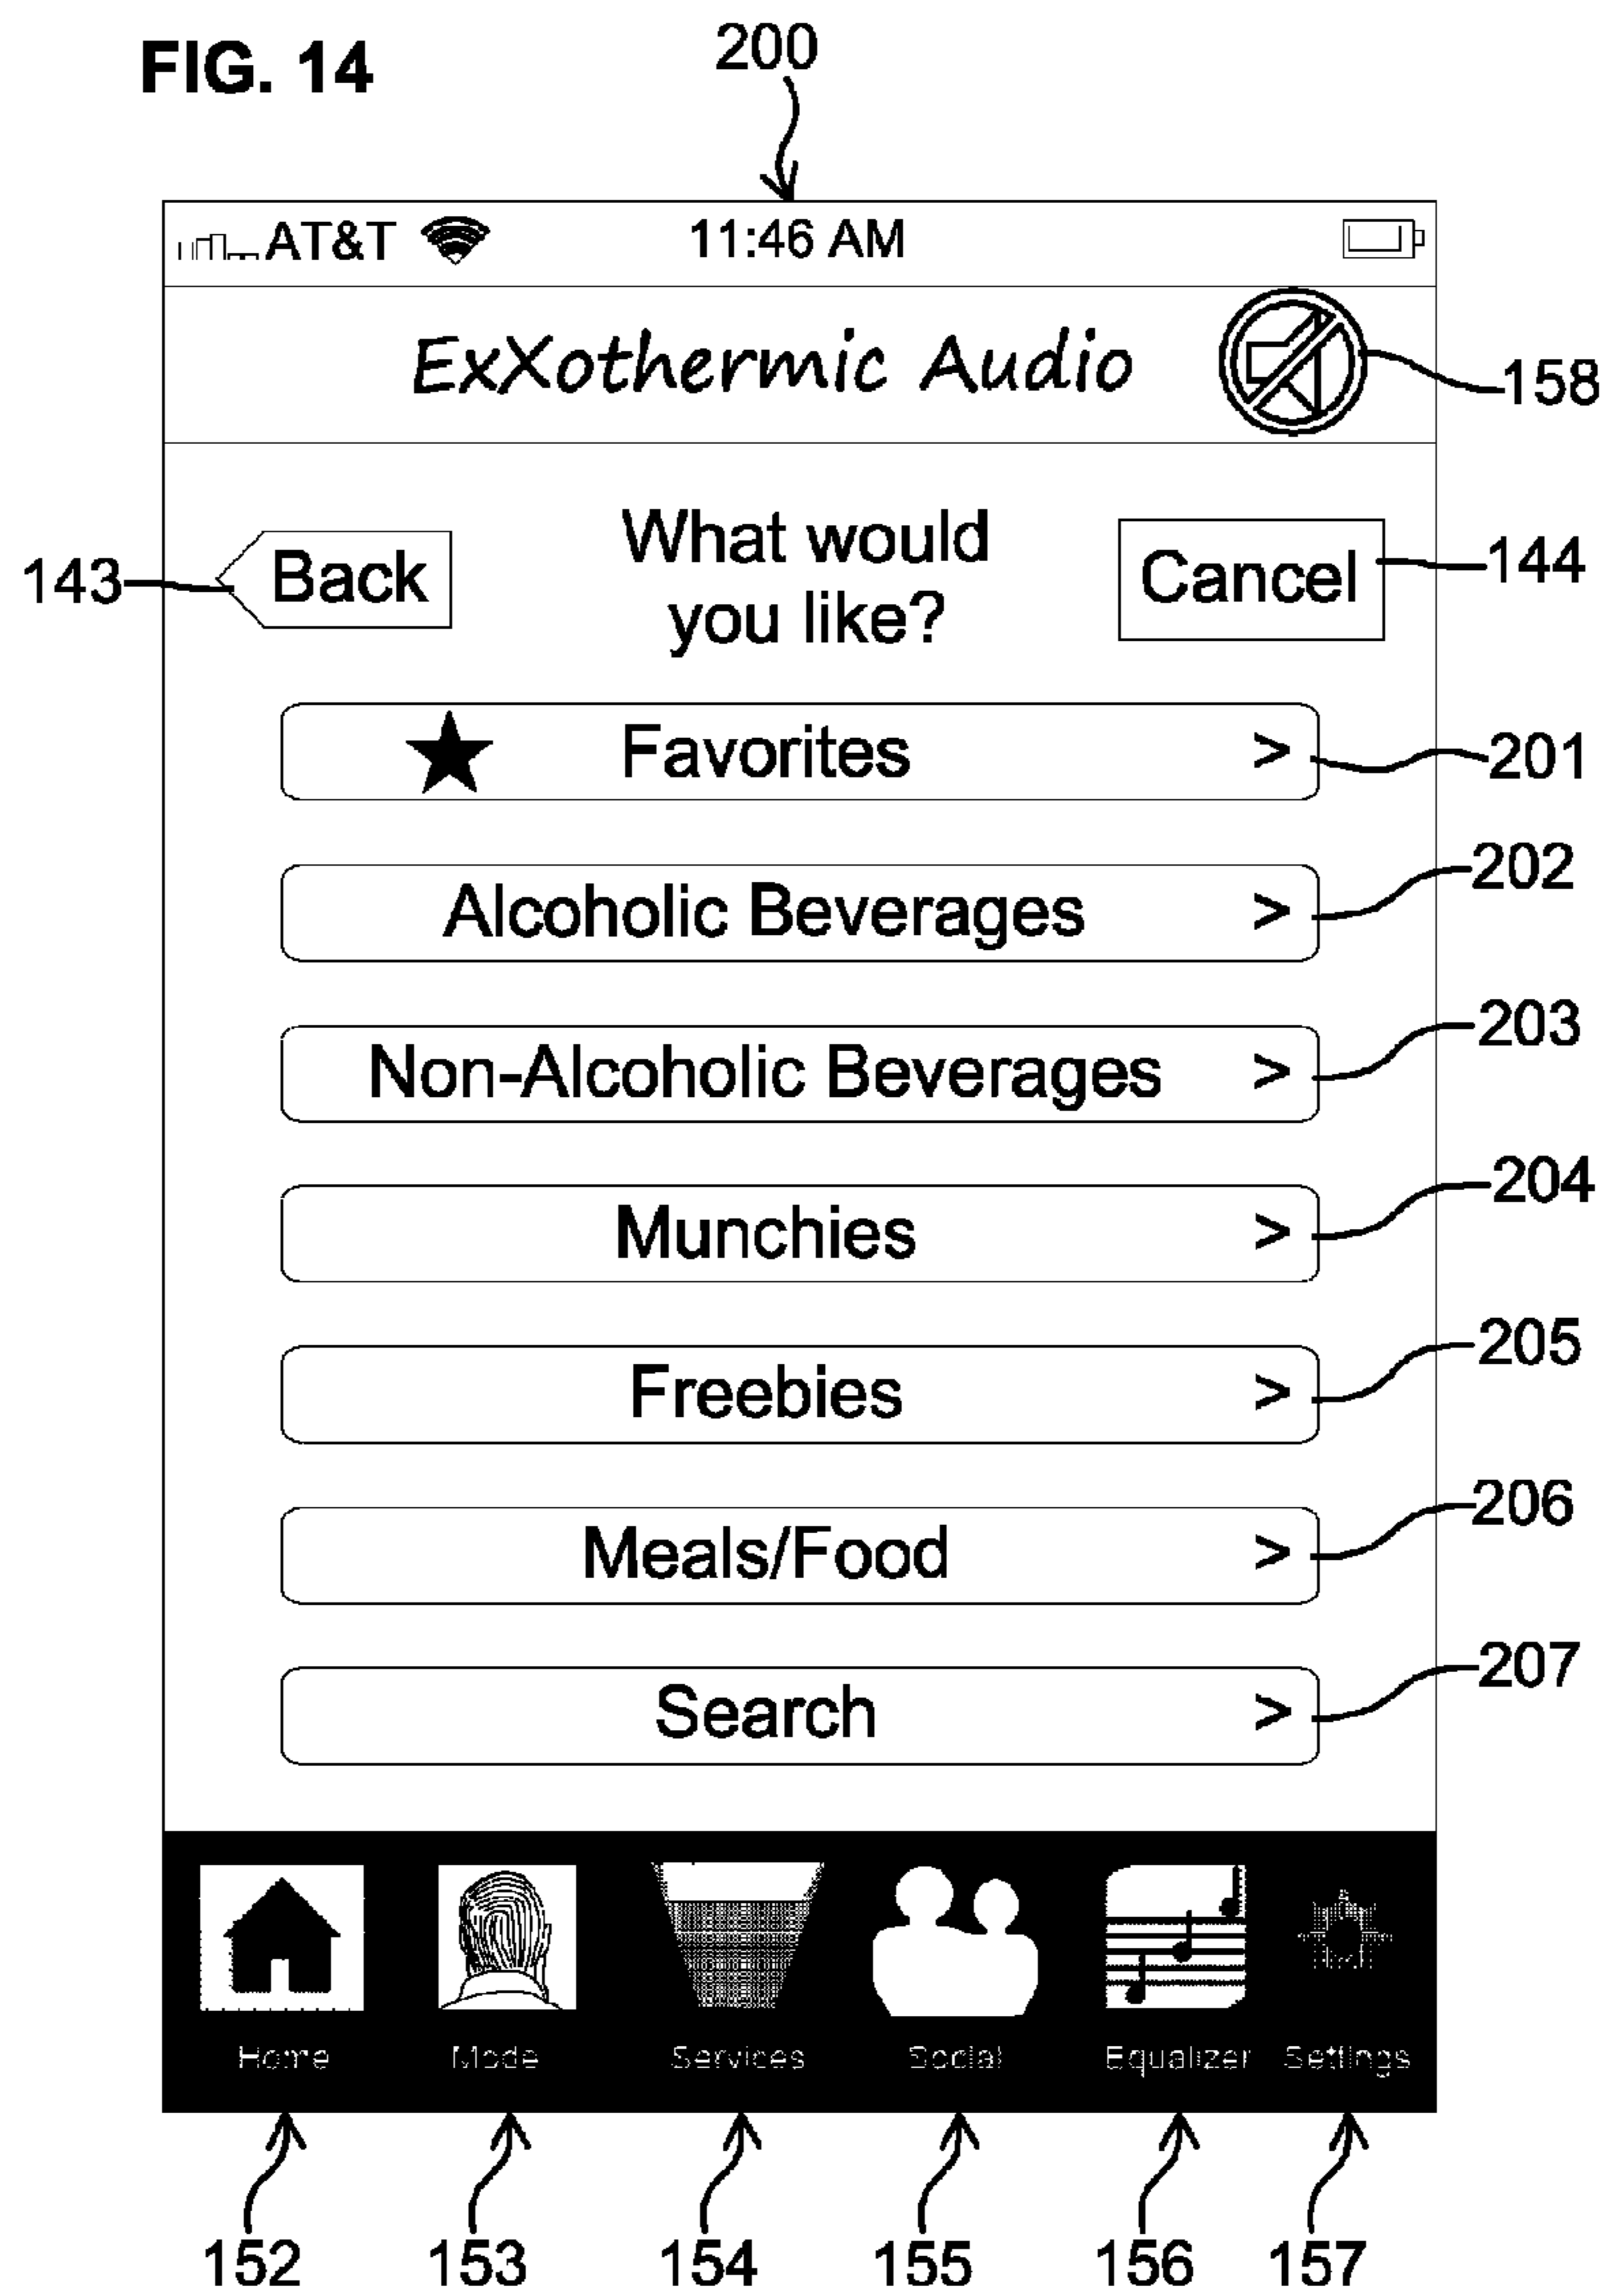 FIG. 14
200
AT&T 11:46 AM
ExXothermic Audio
158
What would
143 Back Cancel 144
you like?
★ Favorites > 201
Alcoholic Beverages > 202
Non-Alcoholic Beverages > 203
Munchies > 204
Freebies > 205
Meals/Food > 206
Search > 207
Home Mode Services Social Equalizer Settings
152 153 154 155 156 157